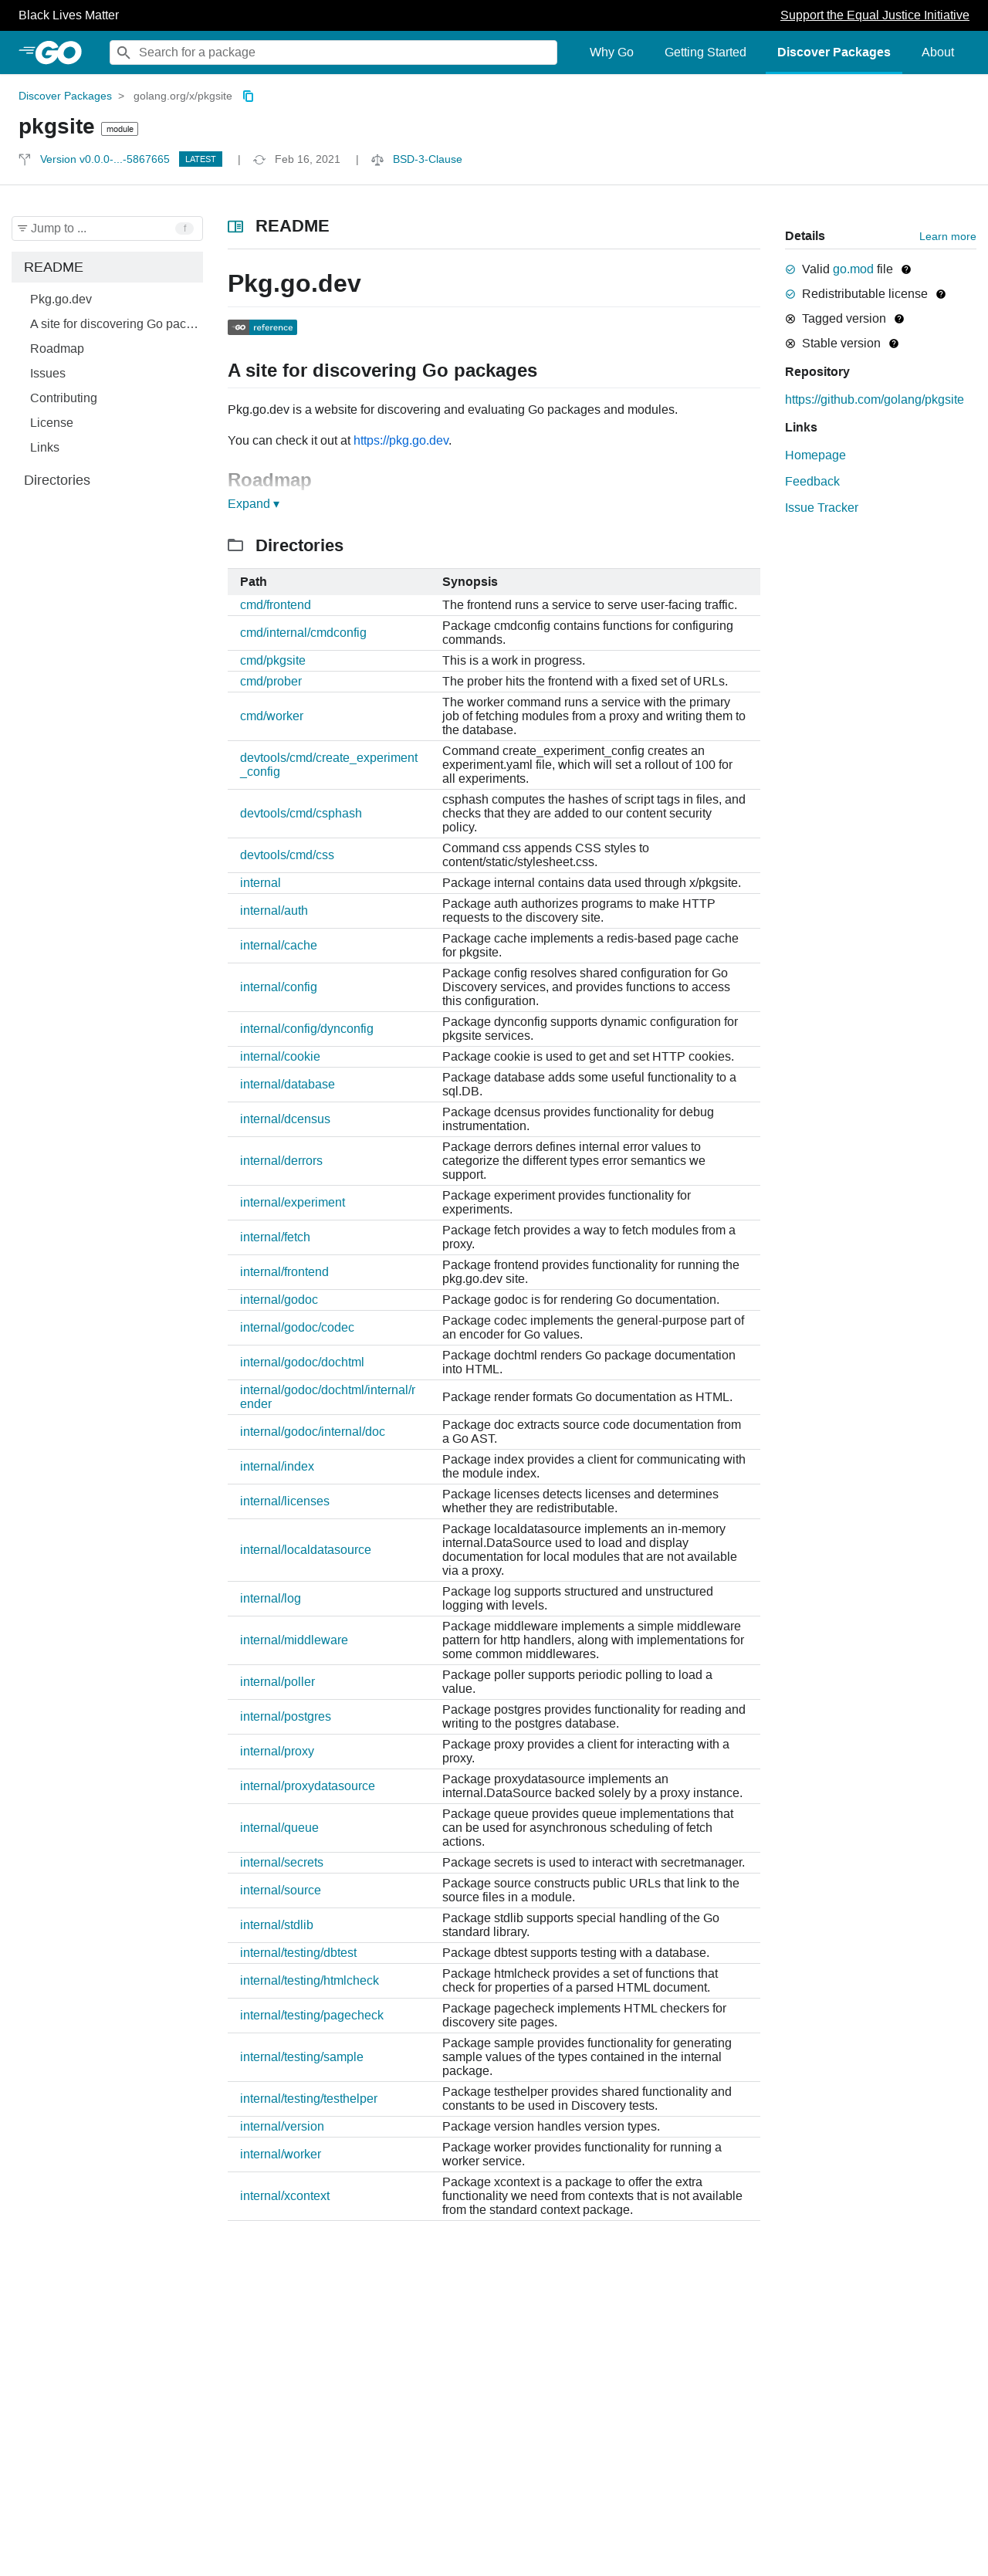 Black Lives Matter
Support the Equal Justice Initiative
GO
Search for a package
Why Go
Getting Started
Discover Packages
About
Discover Packages > golang.org/x/pkgsite
pkgsite module
Version v0.0.0-...-5867665 LATEST | Feb 16, 2021 | BSD-3-Clause
Jump to ... f
README
Pkg.go.dev
A site for discovering Go pac…
Roadmap
Issues
Contributing
License
Links
Directories
README
Pkg.go.dev
GO reference
A site for discovering Go packages
Pkg.go.dev is a website for discovering and evaluating Go packages and modules.
You can check it out at https://pkg.go.dev.
Roadmap
Expand ▾
Directories
Path Synopsis
cmd/frontend The frontend runs a service to serve user-facing traffic.
cmd/internal/cmdconfig Package cmdconfig contains functions for configuring
commands.
cmd/pkgsite This is a work in progress.
cmd/prober The prober hits the frontend with a fixed set of URLs.
cmd/worker The worker command runs a service with the primary
job of fetching modules from a proxy and writing them to
the database.
devtools/cmd/create_experiment
_config
Command create_experiment_config creates an
experiment.yaml file, which will set a rollout of 100 for
all experiments.
devtools/cmd/csphash csphash computes the hashes of script tags in files, and
checks that they are added to our content security
policy.
devtools/cmd/css Command css appends CSS styles to
content/static/stylesheet.css.
internal Package internal contains data used through x/pkgsite.
internal/auth Package auth authorizes programs to make HTTP
requests to the discovery site.
internal/cache Package cache implements a redis-based page cache
for pkgsite.
internal/config Package config resolves shared configuration for Go
Discovery services, and provides functions to access
this configuration.
internal/config/dynconfig Package dynconfig supports dynamic configuration for
pkgsite services.
internal/cookie Package cookie is used to get and set HTTP cookies.
internal/database Package database adds some useful functionality to a
sql.DB.
internal/dcensus Package dcensus provides functionality for debug
instrumentation.
internal/derrors Package derrors defines internal error values to
categorize the different types error semantics we
support.
internal/experiment Package experiment provides functionality for
experiments.
internal/fetch Package fetch provides a way to fetch modules from a
proxy.
internal/frontend Package frontend provides functionality for running the
pkg.go.dev site.
internal/godoc Package godoc is for rendering Go documentation.
internal/godoc/codec Package codec implements the general-purpose part of
an encoder for Go values.
internal/godoc/dochtml Package dochtml renders Go package documentation
into HTML.
internal/godoc/dochtml/internal/r
ender
Package render formats Go documentation as HTML.
internal/godoc/internal/doc Package doc extracts source code documentation from
a Go AST.
internal/index Package index provides a client for communicating with
the module index.
internal/licenses Package licenses detects licenses and determines
whether they are redistributable.
internal/localdatasource Package localdatasource implements an in-memory
internal.DataSource used to load and display
documentation for local modules that are not available
via a proxy.
internal/log Package log supports structured and unstructured
logging with levels.
internal/middleware Package middleware implements a simple middleware
pattern for http handlers, along with implementations for
some common middlewares.
internal/poller Package poller supports periodic polling to load a
value.
internal/postgres Package postgres provides functionality for reading and
writing to the postgres database.
internal/proxy Package proxy provides a client for interacting with a
proxy.
internal/proxydatasource Package proxydatasource implements an
internal.DataSource backed solely by a proxy instance.
internal/queue Package queue provides queue implementations that
can be used for asynchronous scheduling of fetch
actions.
internal/secrets Package secrets is used to interact with secretmanager.
internal/source Package source constructs public URLs that link to the
source files in a module.
internal/stdlib Package stdlib supports special handling of the Go
standard library.
internal/testing/dbtest Package dbtest supports testing with a database.
internal/testing/htmlcheck Package htmlcheck provides a set of functions that
check for properties of a parsed HTML document.
internal/testing/pagecheck Package pagecheck implements HTML checkers for
discovery site pages.
internal/testing/sample Package sample provides functionality for generating
sample values of the types contained in the internal
package.
internal/testing/testhelper Package testhelper provides shared functionality and
constants to be used in Discovery tests.
internal/version Package version handles version types.
internal/worker Package worker provides functionality for running a
worker service.
internal/xcontext Package xcontext is a package to offer the extra
functionality we need from contexts that is not available
from the standard context package.
Details
Learn more
Valid go.mod file ?
Redistributable license ?
Tagged version ?
Stable version ?
Repository
https://github.com/golang/pkgsite
Links
Homepage
Feedback
Issue Tracker